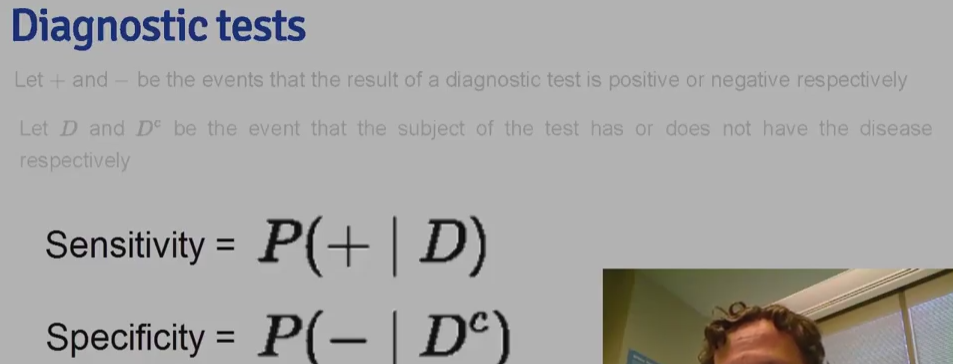 Diagnostic tests
Let + and − be the events that the result of a diagnostic test is positive or negative respectively
Let D and Dᶜ be the event that the subject of the test has or does not have the disease
respectively
Sensitivity = P(+ | D)
Specificity = P(− | Dᶜ)